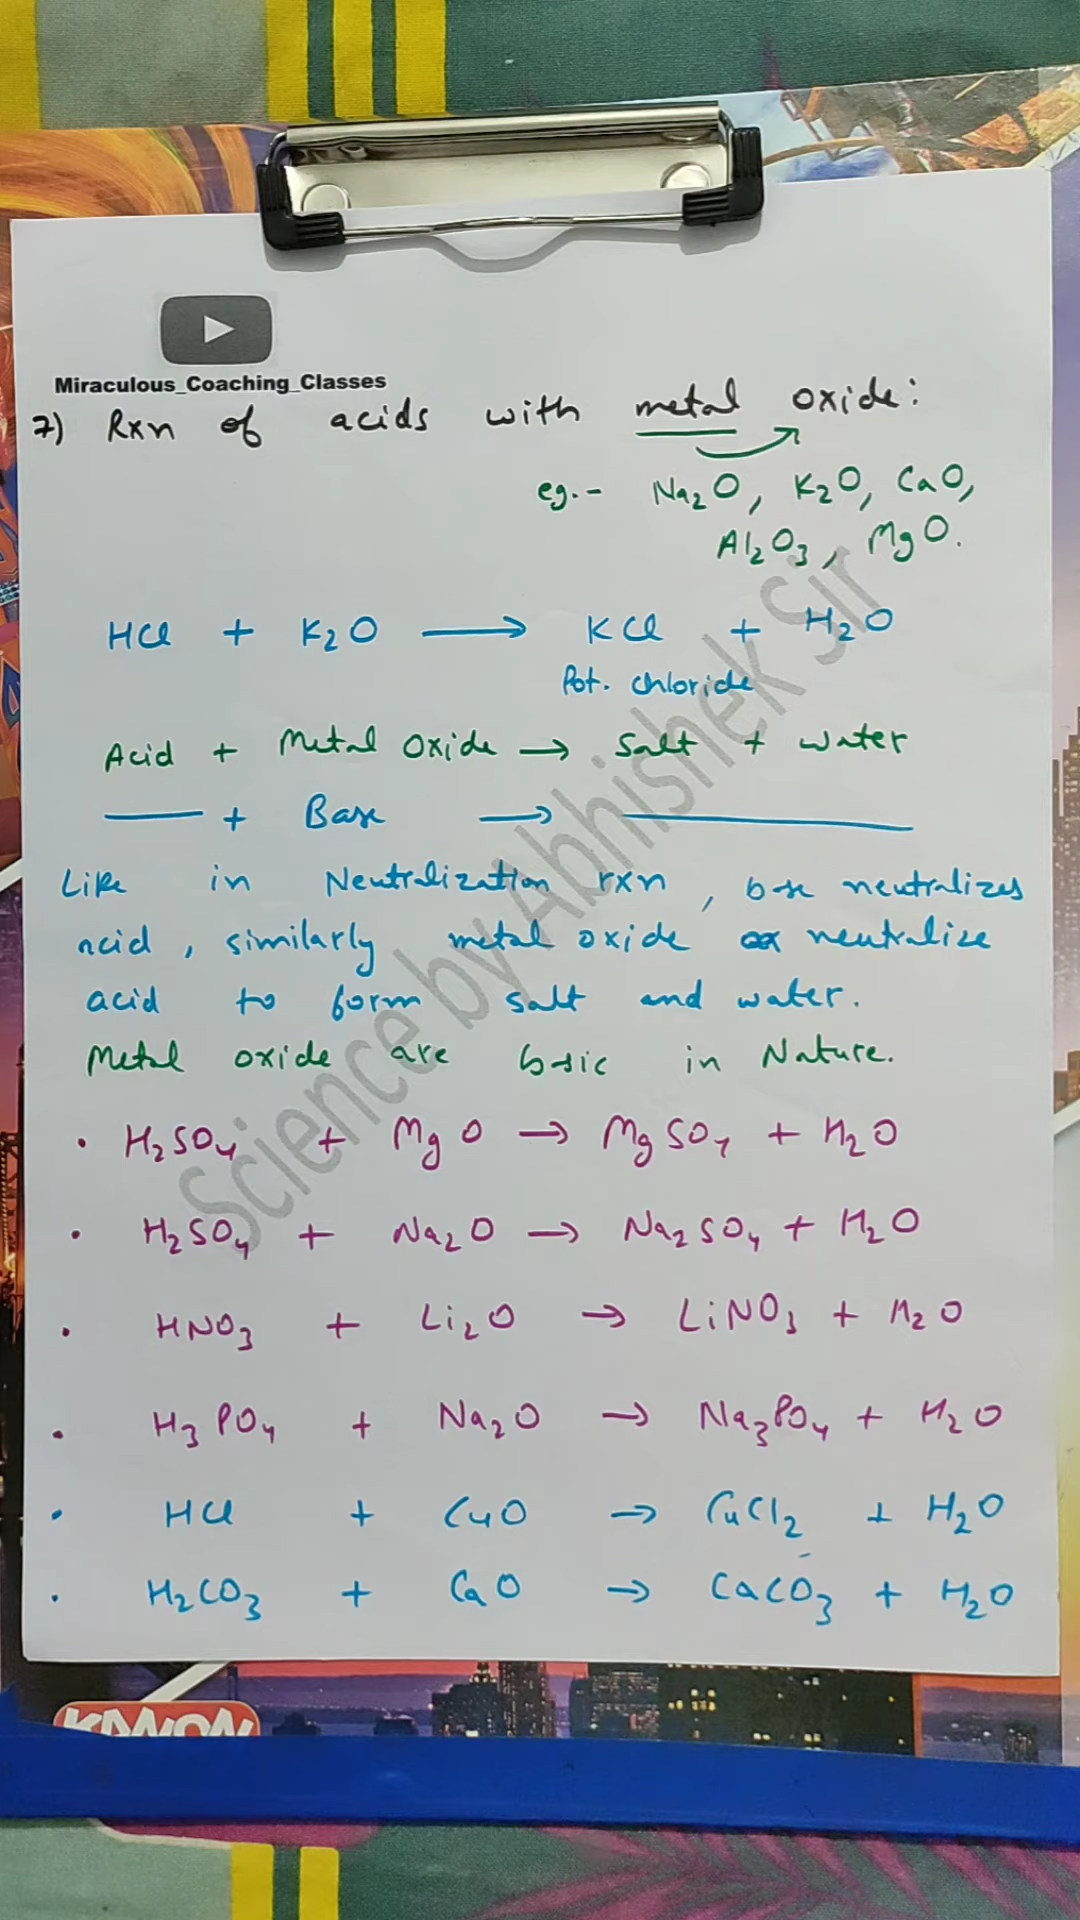 Miraculous_Coaching_Classes
7) Rxn of acids with metal oxide:
eg.- Na₂O, K₂O, CaO,
Al₂O₃, MgO.
HCl + K₂O → KCl + H₂O
Pot. chloride
Acid + Metal Oxide → Salt + water
+ Base →
Like in Neutralization rxn, base neutralizes
acid, similarly metal oxide neutralise
acid to form salt and water.
Metal oxide are basic in Nature.
• H₂SO₄ + MgO → MgSO₄ + H₂O
• H₂SO₄ + Na₂O → Na₂SO₄ + H₂O
• HNO₃ + Li₂O → LiNO₃ + H₂O
• H₃PO₄ + Na₂O → Na₃PO₄ + H₂O
• HCl + CuO → CuCl₂ + H₂O
• H₂CO₃ + CaO → CaCO₃ + H₂O
Science by Abhishek Sir